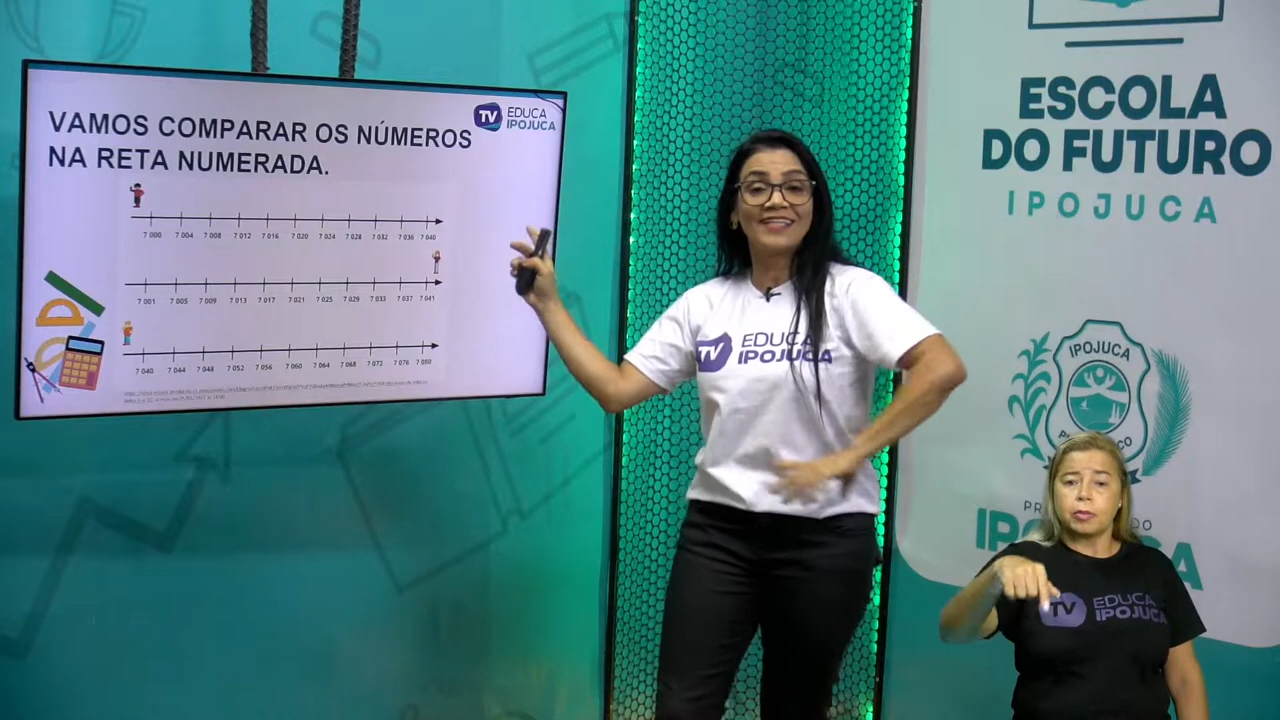 VAMOS COMPARAR OS NÚMEROS
NA RETA NUMERADA.
TV EDUCA
IPOJUCA
7 000 7 004 7 008 7 012 7 016 7 020 7 024 7 028 7 032 7 036 7 040
7 001 7 005 7 009 7 013 7 017 7 021 7 025 7 029 7 033 7 037 7 041
7 040 7 044 7 048 7 052 7 056 7 060 7 064 7 068 7 072 7 076 7 080
TV EDUCA
IPOJUCA
ESCOLA
DO FUTURO
IPOJUCA
IPOJUCA
TV EDUCA
IPOJUCA